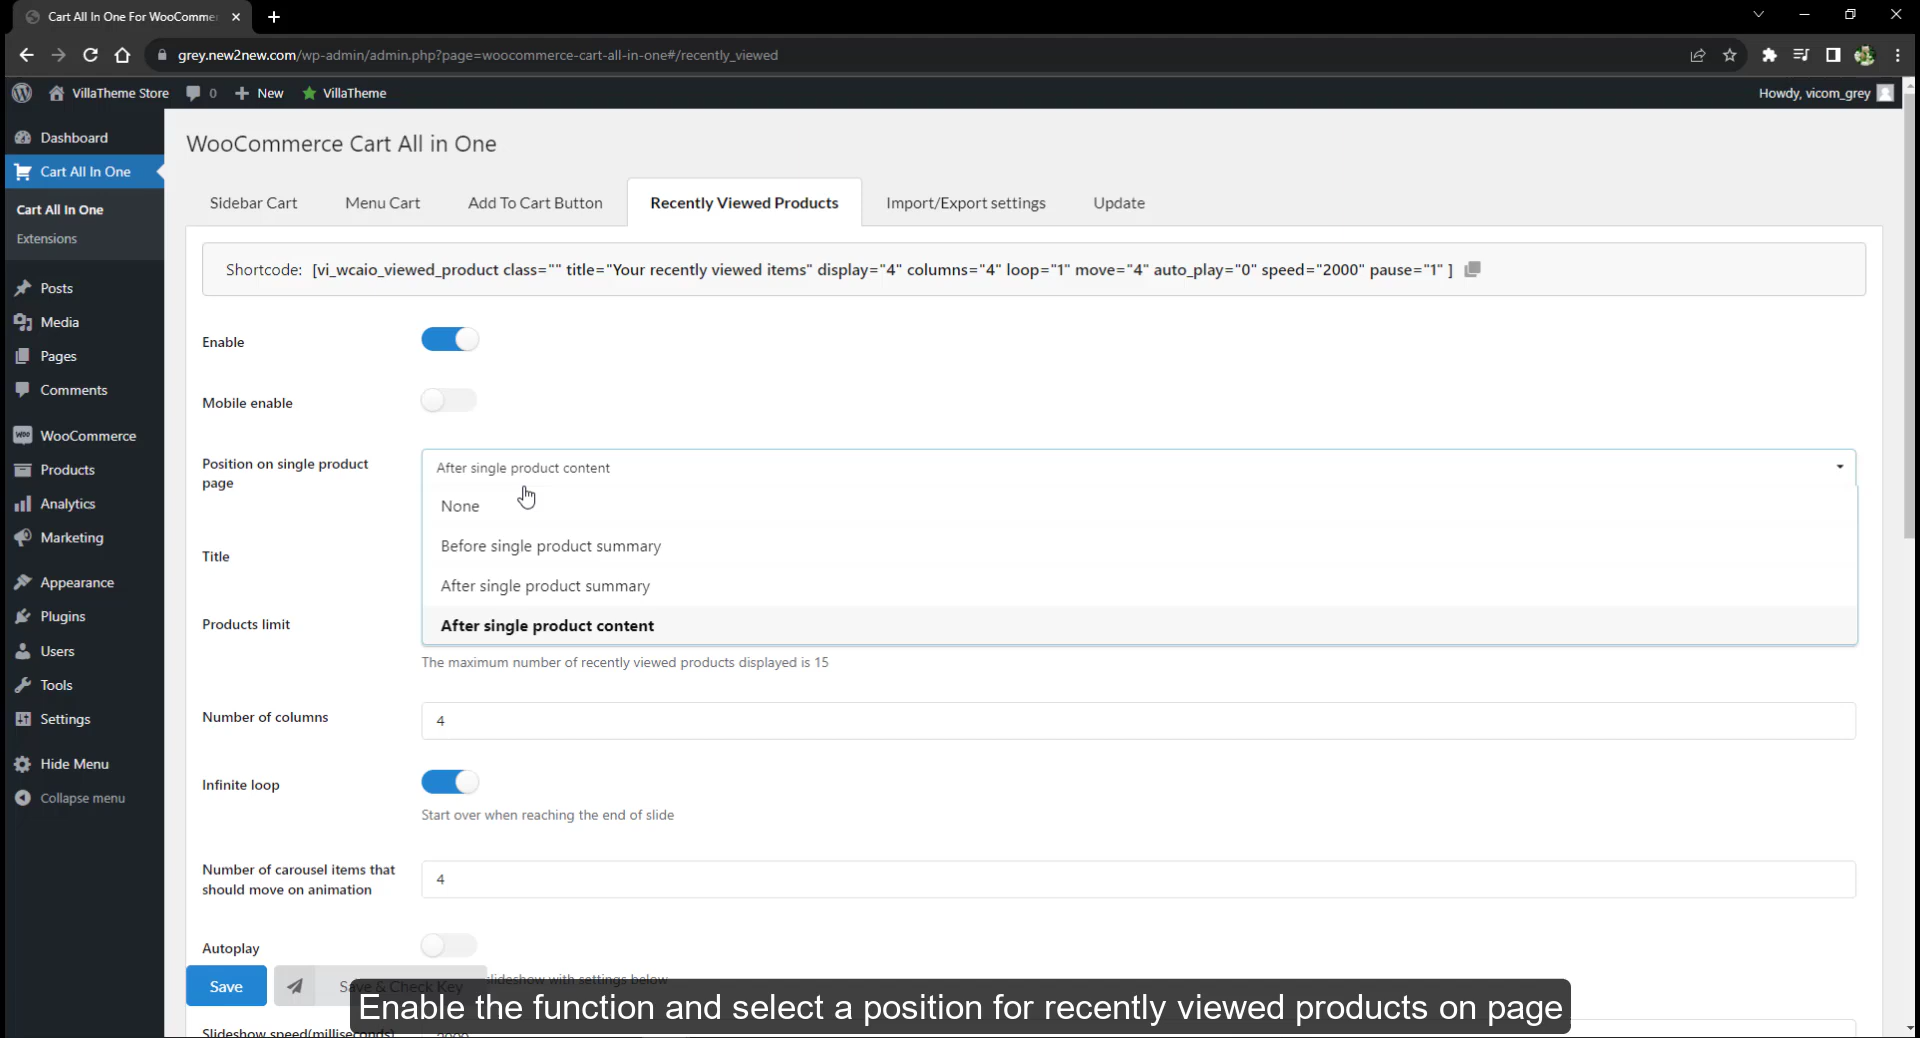 Cart All In One For WooComme
grey.new2new.com/wp-admin/admin.php?page=woocommerce-cart-all-in-one#/recently_viewed
VillaTheme Store
0
New
VillaTheme
Howdy, vicom_grey
Dashboard
Cart All In One
Cart All In One
Extensions
Posts
Media
Pages
Comments
WooCommerce
Products
Analytics
Marketing
Appearance
Plugins
Users
Tools
Settings
Hide Menu
Collapse menu
WooCommerce Cart All in One
Sidebar Cart
Menu Cart
Add To Cart Button
Recently Viewed Products
Import/Export settings
Update
Shortcode: [vi_wcaio_viewed_product class="" title="Your recently viewed items" display="4" columns="4" loop="1" move="4" auto_play="0" speed="2000" pause="1" ]
Enable
Mobile enable
Position on single product
page
After single product content
None
Before single product summary
After single product summary
After single product content
Title
Products limit
The maximum number of recently viewed products displayed is 15
Number of columns
4
Infinite loop
Start over when reaching the end of slide
Number of carousel items that
should move on animation
4
Autoplay
slideshow with settings below
Save
Save & Check Key
Enable the function and select a position for recently viewed products on page
Slideshow speed(milliseconds)
2000